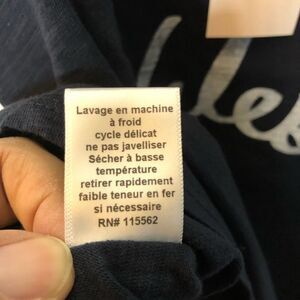 Lavage en machine
à froid
cycle délicat
ne pas javelliser
Sécher à basse
température
retirer rapidement
faible teneur en fer
si nécessaire
RN# 115562